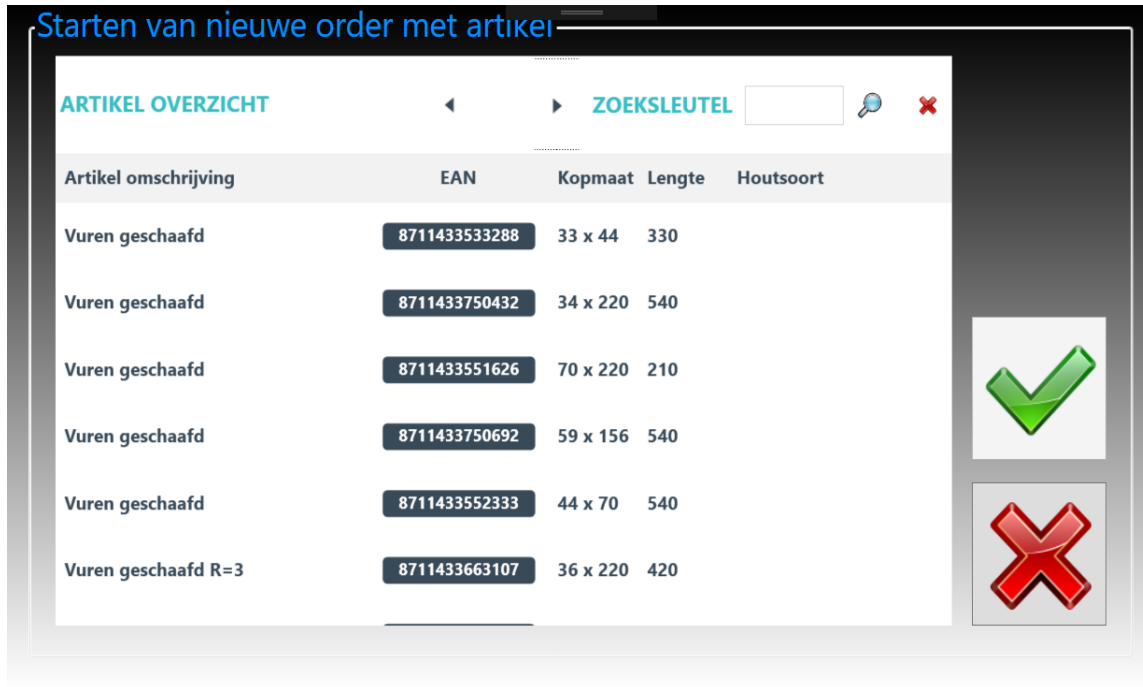 Starten van nieuwe order met artikel
ARTIKEL OVERZICHT ZOEKSLEUTEL
Artikel omschrijving EAN Kopmaat Lengte Houtsoort
Vuren geschaafd 8711433533288 33 x 44 330
Vuren geschaafd 8711433750432 34 x 220 540
Vuren geschaafd 8711433551626 70 x 220 210
Vuren geschaafd 8711433750692 59 x 156 540
Vuren geschaafd 8711433552333 44 x 70 540
Vuren geschaafd R=3 8711433663107 36 x 220 420